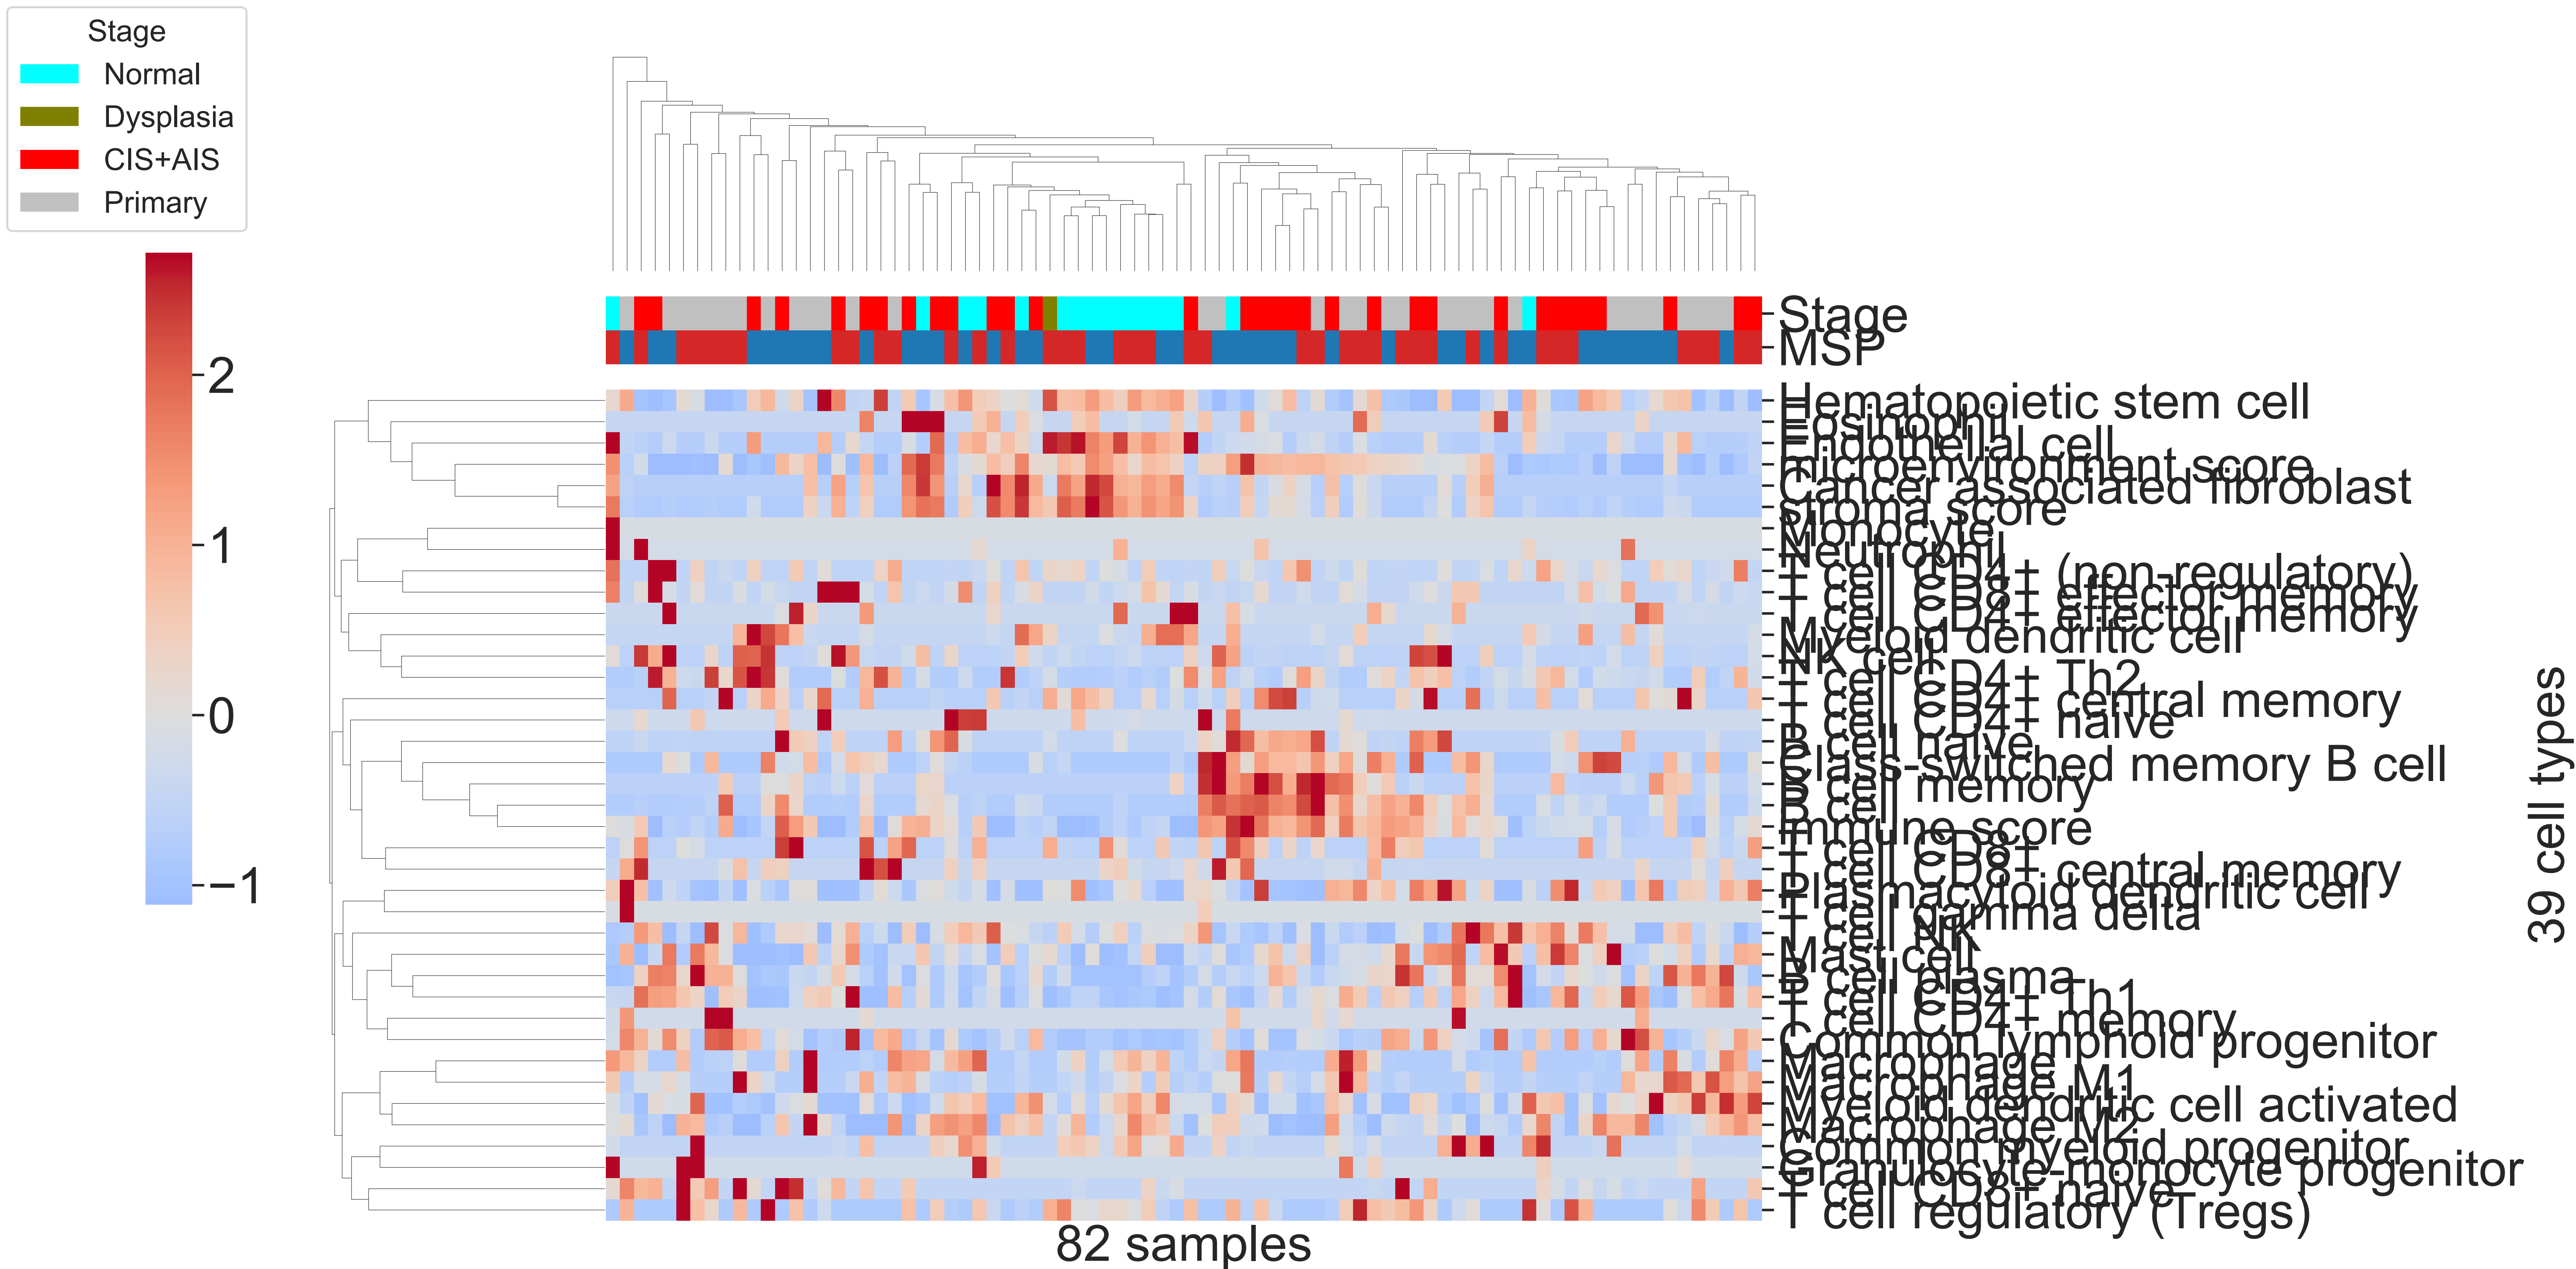 Stage
Normal
Dysplasia
CIS+AIS
Primary
2
1
0
−1
Stage
MSP
Hematopoietic stem cell
Eosinophil
Endothelial cell
microenvironment score
Cancer associated fibroblast
stroma score
Monocyte
Neutrophil
T cell CD4+ (non-regulatory)
T cell CD8+ effector memory
T cell CD4+ effector memory
Myeloid dendritic cell
NK cell
T cell CD4+ Th2
T cell CD4+ central memory
T cell CD4+ naive
B cell naive
Class-switched memory B cell
B cell memory
B cell
immune score
T cell CD8+
T cell CD8+ central memory
Plasmacytoid dendritic cell
T cell gamma delta
T cell NK
Mast cell
B cell plasma
T cell CD4+ Th1
T cell CD4+ memory
Common lymphoid progenitor
Macrophage
Macrophage M1
Myeloid dendritic cell activated
Macrophage M2
Common myeloid progenitor
Granulocyte-monocyte progenitor
T cell CD8+ naive
T cell regulatory (Tregs)
39 cell types
82 samples